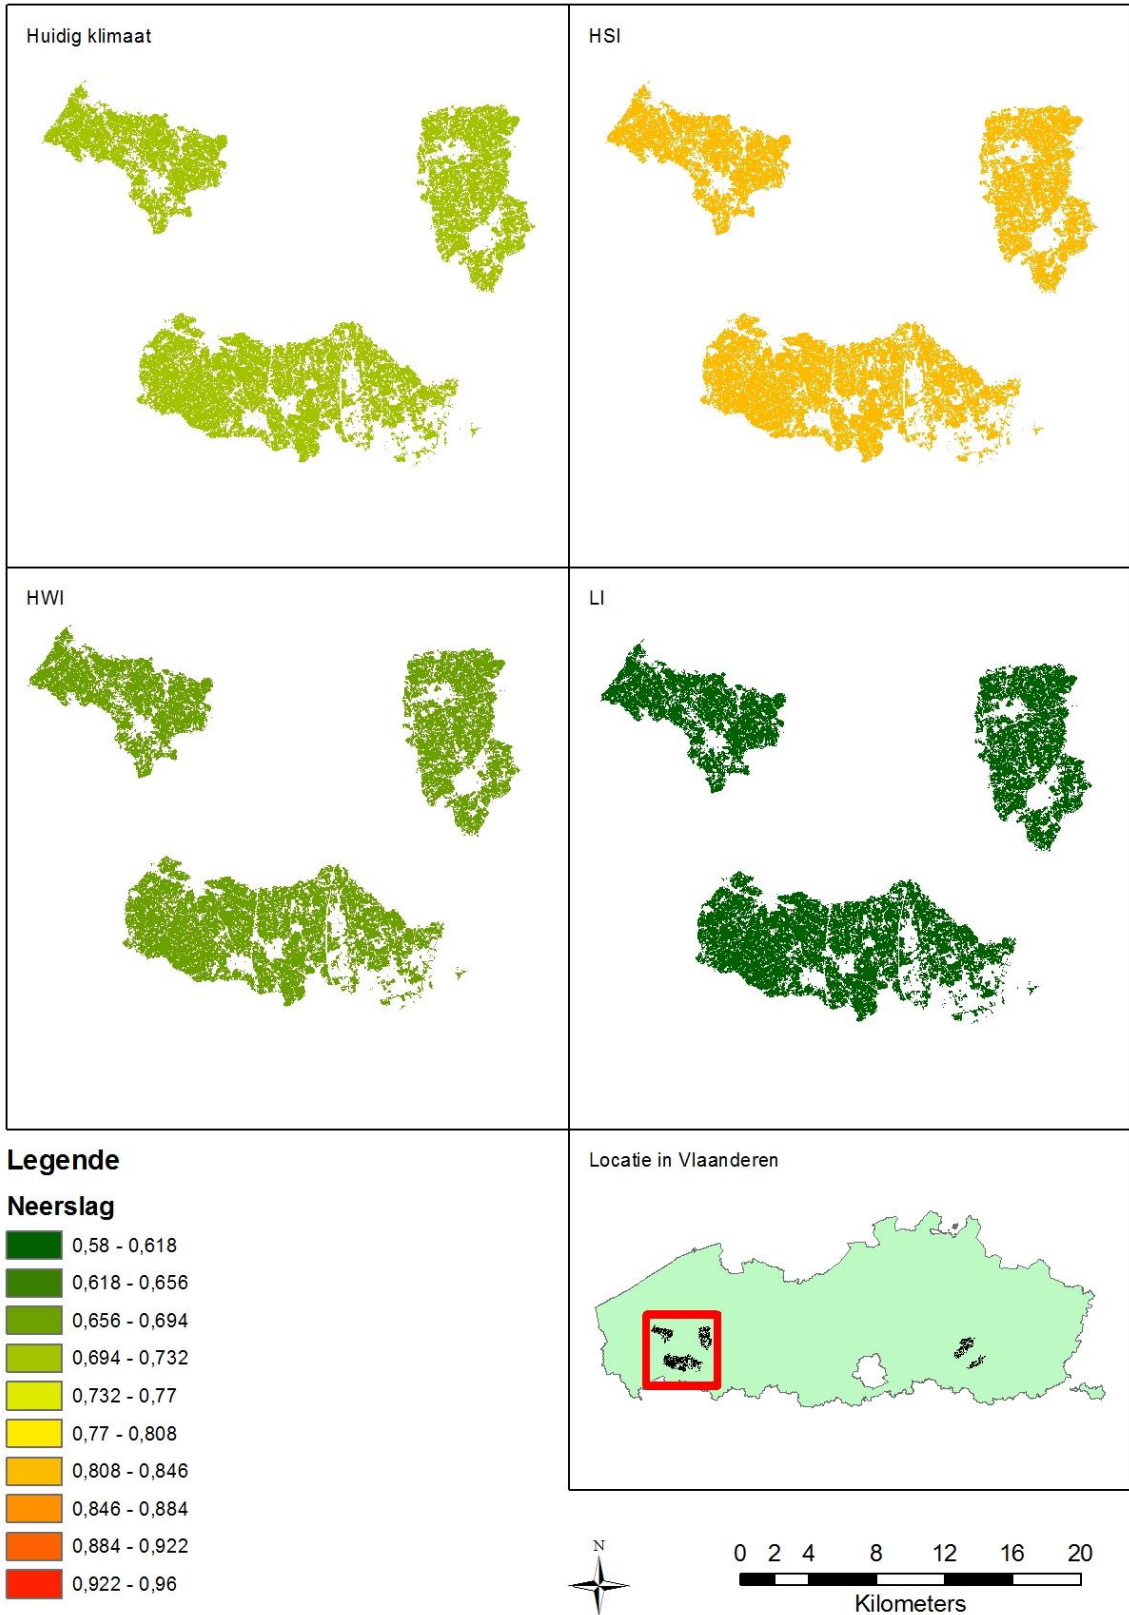 Huidig klimaat
HSI
HWI
LI
Legende
Neerslag
0,58 - 0,618
0,618 - 0,656
0,656 - 0,694
0,694 - 0,732
0,732 - 0,77
0,77 - 0,808
0,808 - 0,846
0,846 - 0,884
0,884 - 0,922
0,922 - 0,96
Locatie in Vlaanderen
N
0 2 4 8 12 16 20
Kilometers